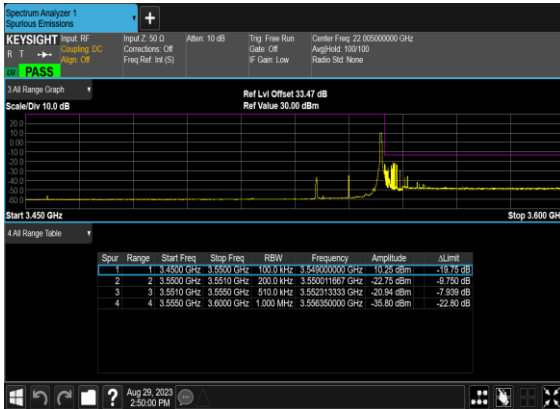 Spectrum Analyzer 1
Spurious Emissions
KEYSIGHT Input: RF Input Z: 50 Ω Atten: 10 dB Trig: Free Run Center Freq: 22.005000000 GHz
R T Coupling: DC Corrections: Off Gate: Off Avg|Hold: 100/100
Align: Off Freq Ref: Int (S) IF Gain: Low Radio Std: None
PASS
3 All Range Graph
Ref Lvl Offset 33.47 dB
Scale/Div 10.0 dB Ref Value 30.00 dBm
20.0
10.0
0.00
-10.0
-20.0
-30.0
-40.0
-50.0
-60.0
Start 3.450 GHz Stop 3.600 GH
4 All Range Table
Spur Range Start Freq Stop Freq RBW Frequency Amplitude ΔLimit
1 1 3.4500 GHz 3.5500 GHz 100.0 kHz 3.549000000 GHz 10.25 dBm -19.75 dB
2 2 3.5500 GHz 3.5510 GHz 200.0 kHz 3.550011667 GHz -22.75 dBm -9.750 dB
3 3 3.5510 GHz 3.5550 GHz 510.0 kHz 3.552313333 GHz -20.94 dBm -7.939 dB
4 4 3.5550 GHz 3.6000 GHz 1.000 MHz 3.556350000 GHz -35.80 dBm -22.80 dB
Aug 29, 2023
2:50:00 PM